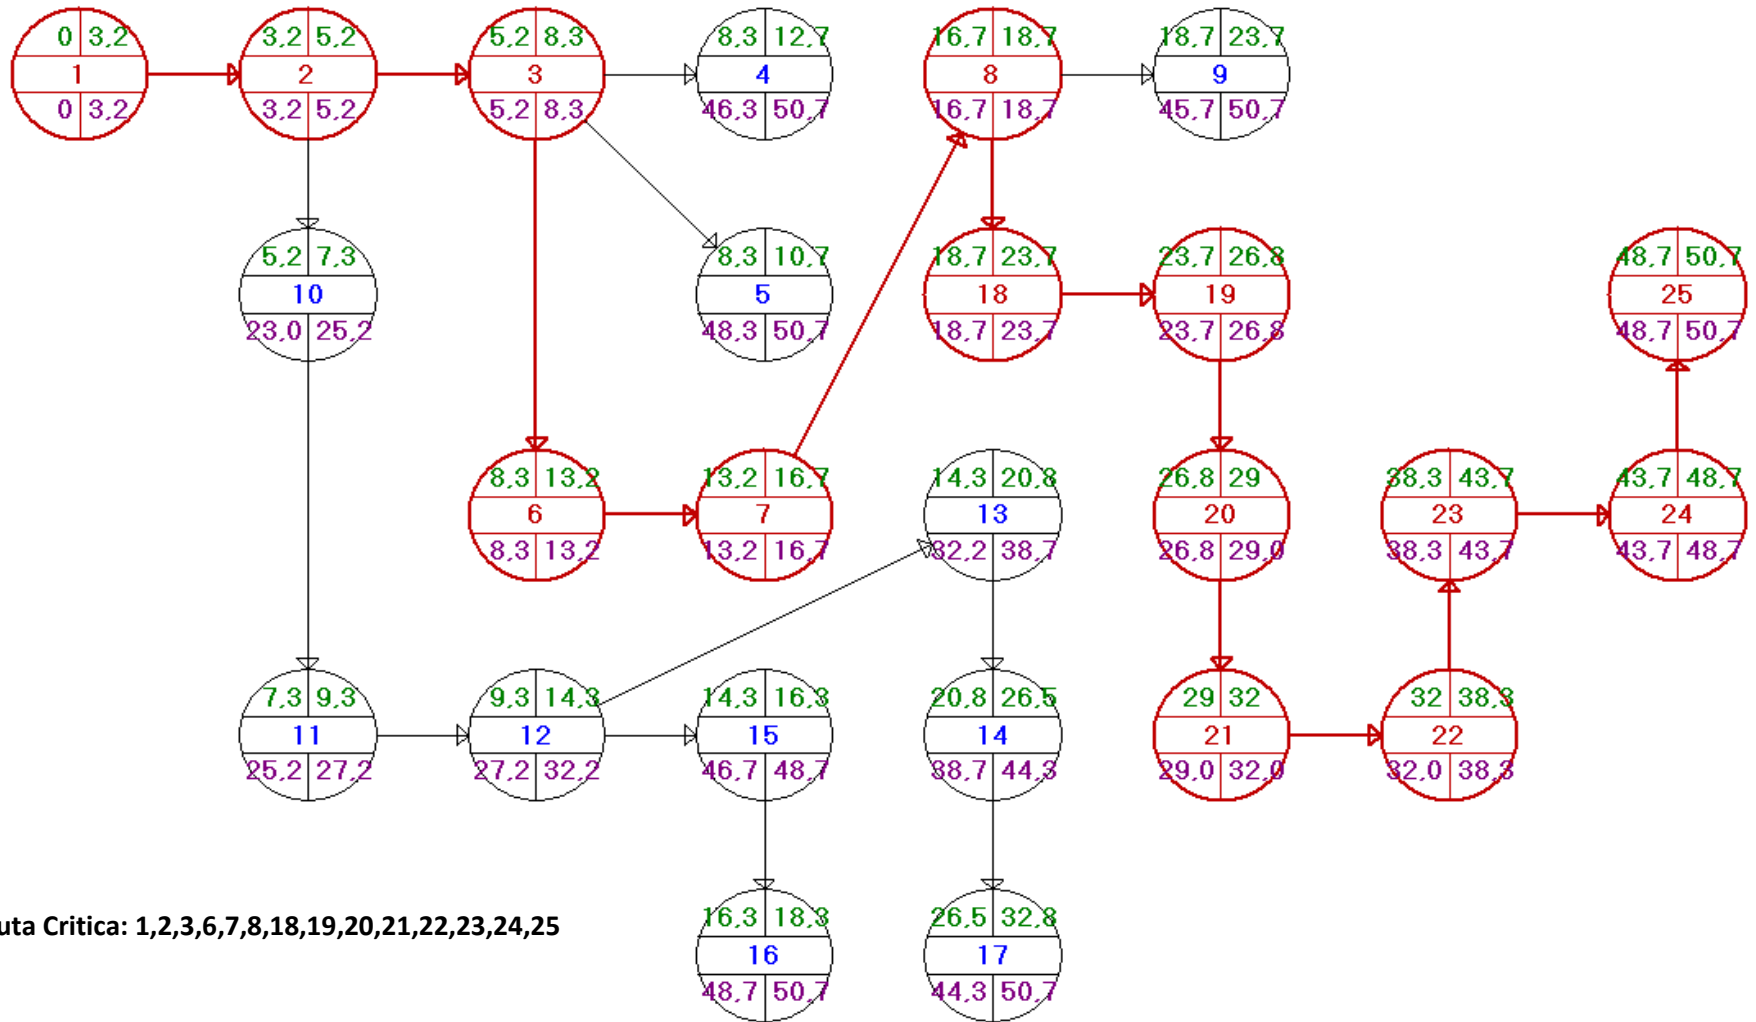 0 3,2 3,2 5,2 5,2 8,3 8,3 12,7 16,7 18,7 18,7 23,7
1 2 3 4 8 9
0 3,2 3,2 5,2 5,2 8,3 46,3 50,7 16,7 18,7 45,7 50,7
5,2 7,3 8,3 10,7 18,7 23,7 23,7 26,8 48,7 50,7
10 5 18 19 25
23,0 25,2 48,3 50,7 18,7 23,7 23,7 26,8 48,7 50,7
8,3 13,2 13,2 16,7 14,3 20,8 26,8 29 38,3 43,7 43,7 48,7
6 7 13 20 23 24
8,3 13,2 13,2 16,7 32,2 38,7 26,8 29,0 38,3 43,7 43,7 48,7
7,3 9,3 9,3 14,3 14,3 16,3 20,8 26,5 29 32 32 38,3
11 12 15 14 21 22
25,2 27,2 27,2 32,2 46,7 48,7 38,7 44,3 29,0 32,0 32,0 38,3
16,3 18,3 26,5 32,8
uta Critica: 1,2,3,6,7,8,18,19,20,21,22,23,24,25
16 17
48,7 50,7 44,3 50,7